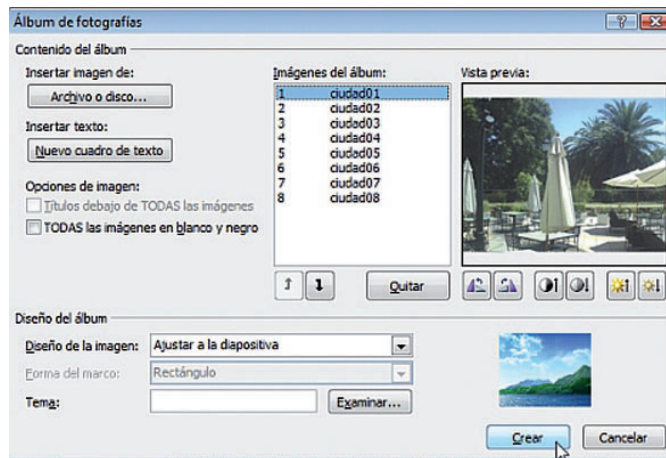 Álbum de fotografías
Contenido del álbum
Insertar imagen de:
Archivo o disco...
Insertar texto:
Nuevo cuadro de texto
Opciones de imagen:
Títulos debajo de TODAS las imágenes
TODAS las imágenes en blanco y negro
Imágenes del álbum:
1 ciudad01
2 ciudad02
3 ciudad03
4 ciudad04
5 ciudad05
6 ciudad06
7 ciudad07
8 ciudad08
Quitar
Vista previa:
Diseño del álbum
Diseño de la imagen: Ajustar a la diapositiva
Forma del marco: Rectángulo
Tema: Examinar...
Crear Cancelar